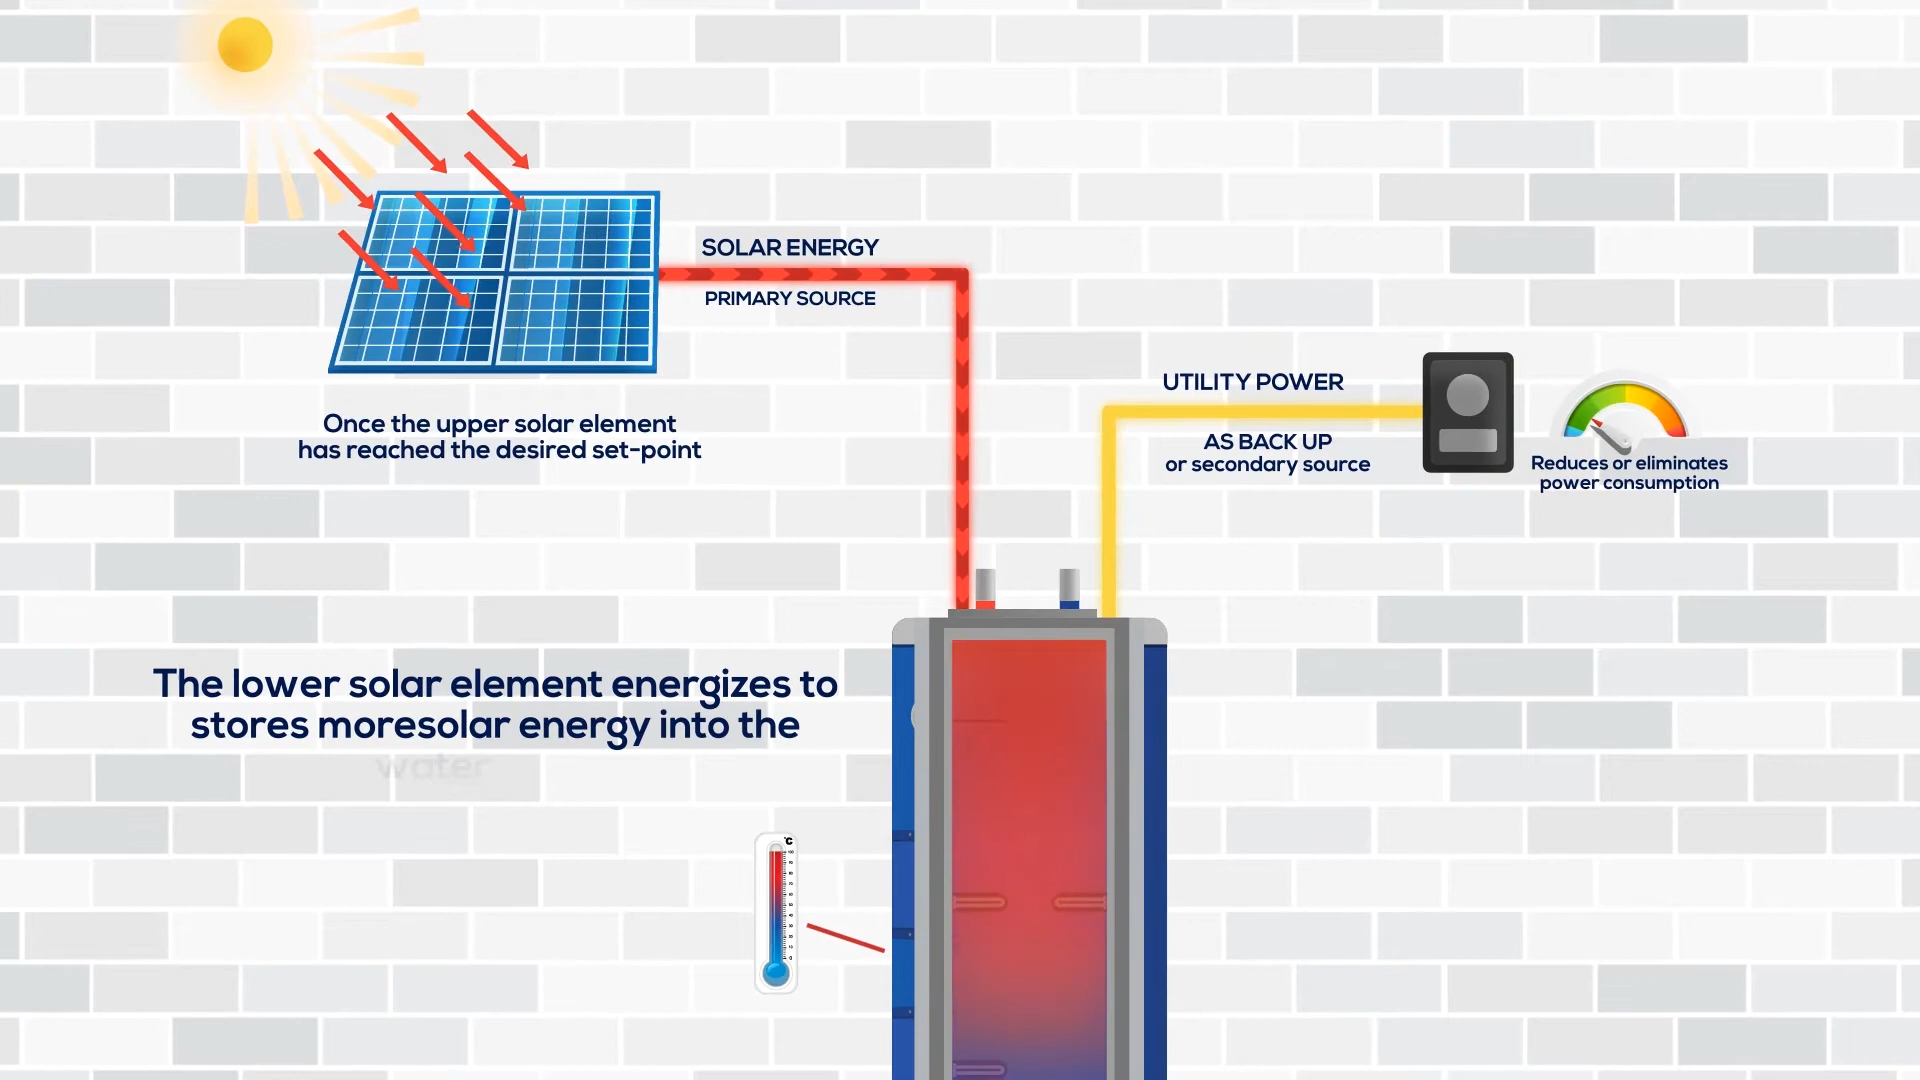 SOLAR ENERGY
PRIMARY SOURCE
Once the upper solar element
has reached the desired set-point
UTILITY POWER
AS BACK UP
or secondary source
Reduces or eliminates
power consumption
The lower solar element energizes to
stores moresolar energy into the
water
°C